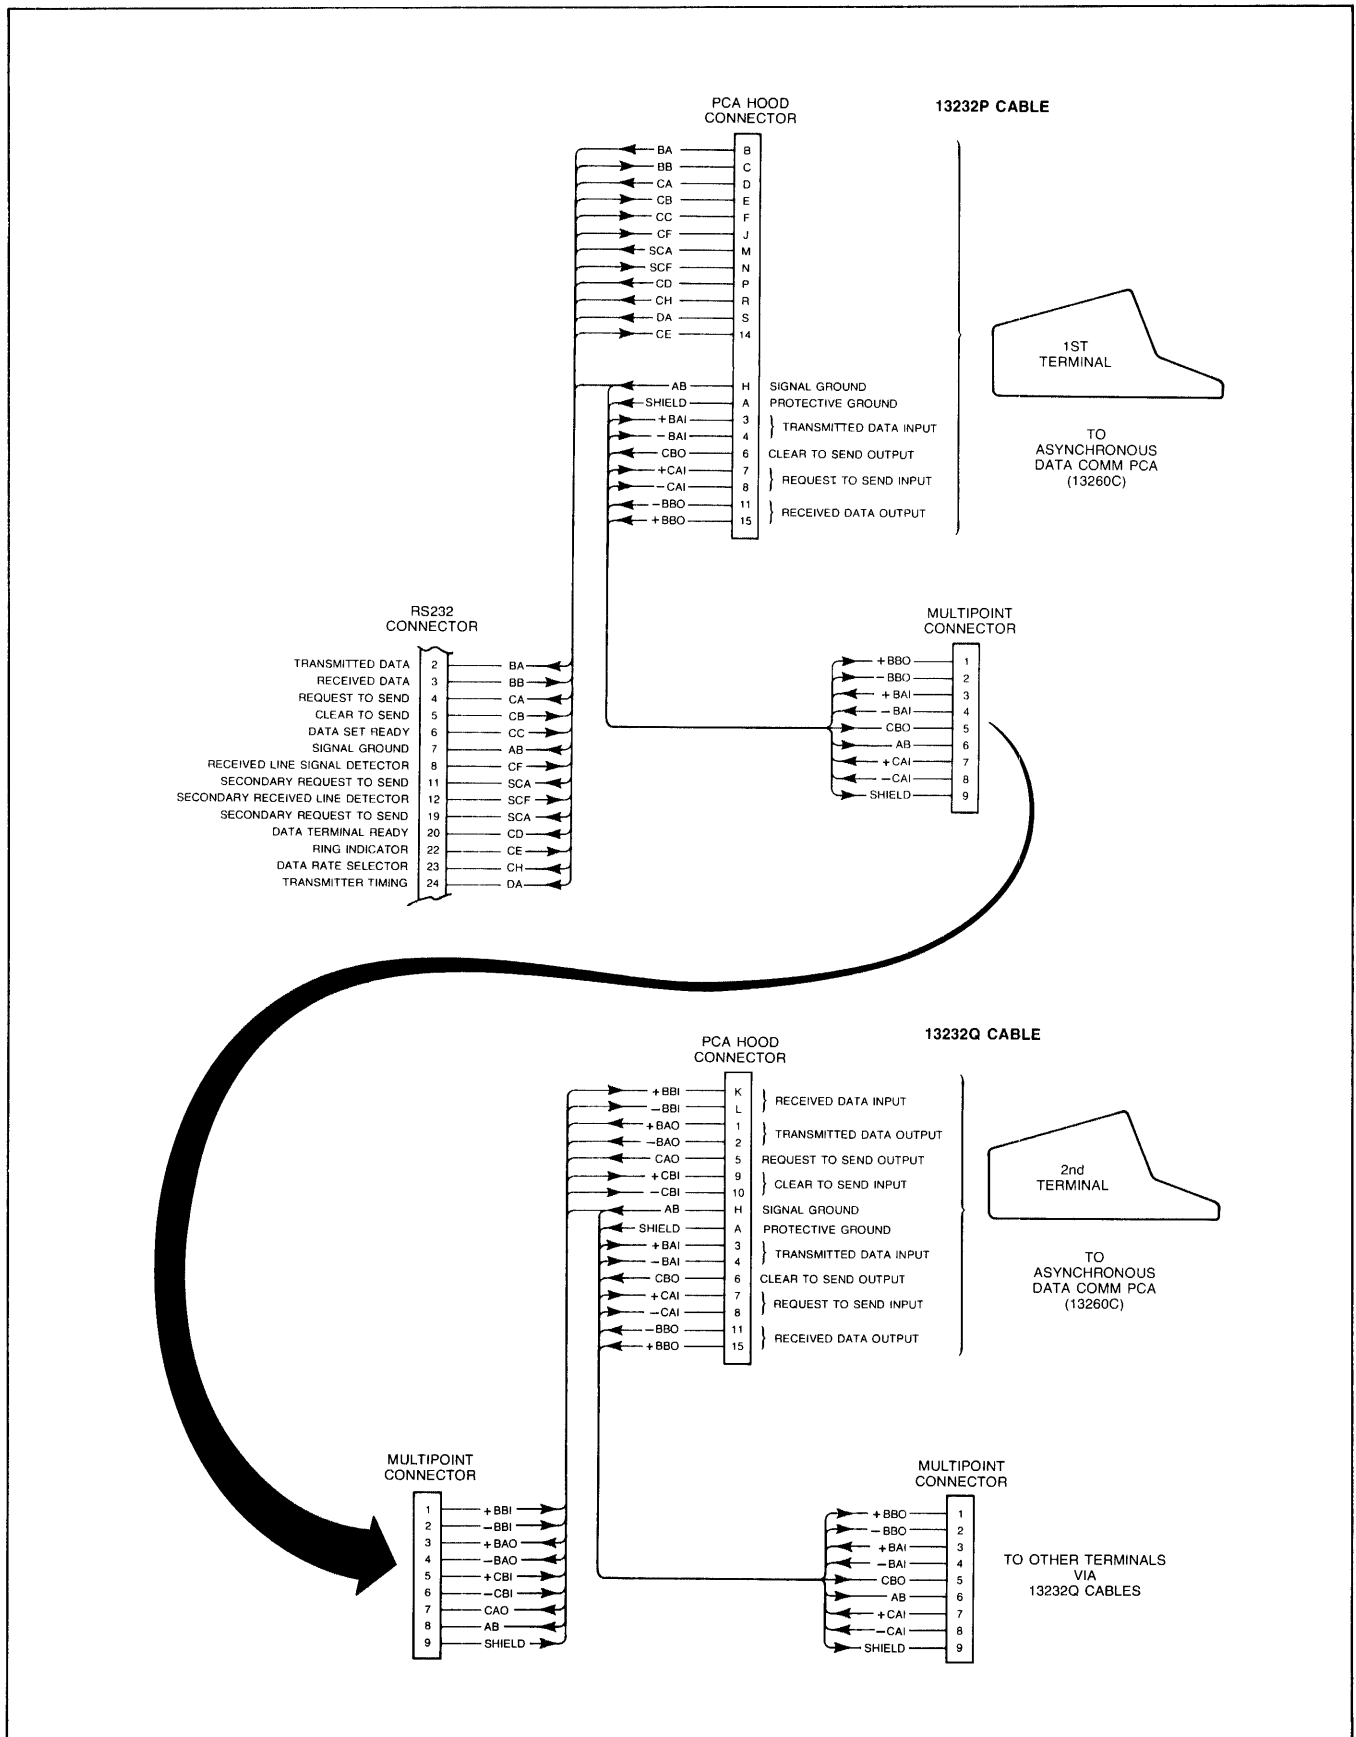 PCA HOOD
CONNECTOR
13232P CABLE
BA B
BB C
CA D
CB E
CC F
CF J
SCA M
SCF N
CD P
CH R
DA S
CE 14
AB H SIGNAL GROUND
SHIELD A PROTECTIVE GROUND
+BAI 3
TRANSMITTED DATA INPUT
-BAI 4
CBO 6 CLEAR TO SEND OUTPUT
+CAI 7
REQUEST TO SEND INPUT
-CAI 8
-BBO 11
RECEIVED DATA OUTPUT
+BBO 15
1ST
TERMINAL
TO
ASYNCHRONOUS
DATA COMM PCA
(13260C)
RS232
CONNECTOR
TRANSMITTED DATA 2 BA
RECEIVED DATA 3 BB
REQUEST TO SEND 4 CA
CLEAR TO SEND 5 CB
DATA SET READY 6 CC
SIGNAL GROUND 7 AB
RECEIVED LINE SIGNAL DETECTOR 8 CF
SECONDARY REQUEST TO SEND 11 SCA
SECONDARY RECEIVED LINE DETECTOR 12 SCF
SECONDARY REQUEST TO SEND 19 SCA
DATA TERMINAL READY 20 CD
RING INDICATOR 22 CE
DATA RATE SELECTOR 23 CH
TRANSMITTER TIMING 24 DA
MULTIPOINT
CONNECTOR
+BBO 1
-BBO 2
+BAI 3
-BAI 4
CBO 5
AB 6
+CAI 7
-CAI 8
SHIELD 9
PCA HOOD
CONNECTOR
13232Q CABLE
+BBI K
RECEIVED DATA INPUT
-BBI L
+BAO 1
TRANSMITTED DATA OUTPUT
-BAO 2
CAO 5 REQUEST TO SEND OUTPUT
+CBI 9
CLEAR TO SEND INPUT
-CBI 10
AB H SIGNAL GROUND
SHIELD A PROTECTIVE GROUND
+BAI 3
TRANSMITTED DATA INPUT
-BAI 4
CBO 6 CLEAR TO SEND OUTPUT
+CAI 7
REQUEST TO SEND INPUT
-CAI 8
-BBO 11
RECEIVED DATA OUTPUT
+BBO 15
2nd
TERMINAL
TO
ASYNCHRONOUS
DATA COMM PCA
(13260C)
MULTIPOINT
CONNECTOR
1 +BBI
2 -BBI
3 +BAO
4 -BAO
5 +CBI
6 -CBI
7 CAO
8 AB
9 SHIELD
MULTIPOINT
CONNECTOR
+BBO 1
-BBO 2
+BAI 3
-BAI 4
CBO 5
AB 6
+CAI 7
-CAI 8
SHIELD 9
TO OTHER TERMINALS
VIA
13232Q CABLES